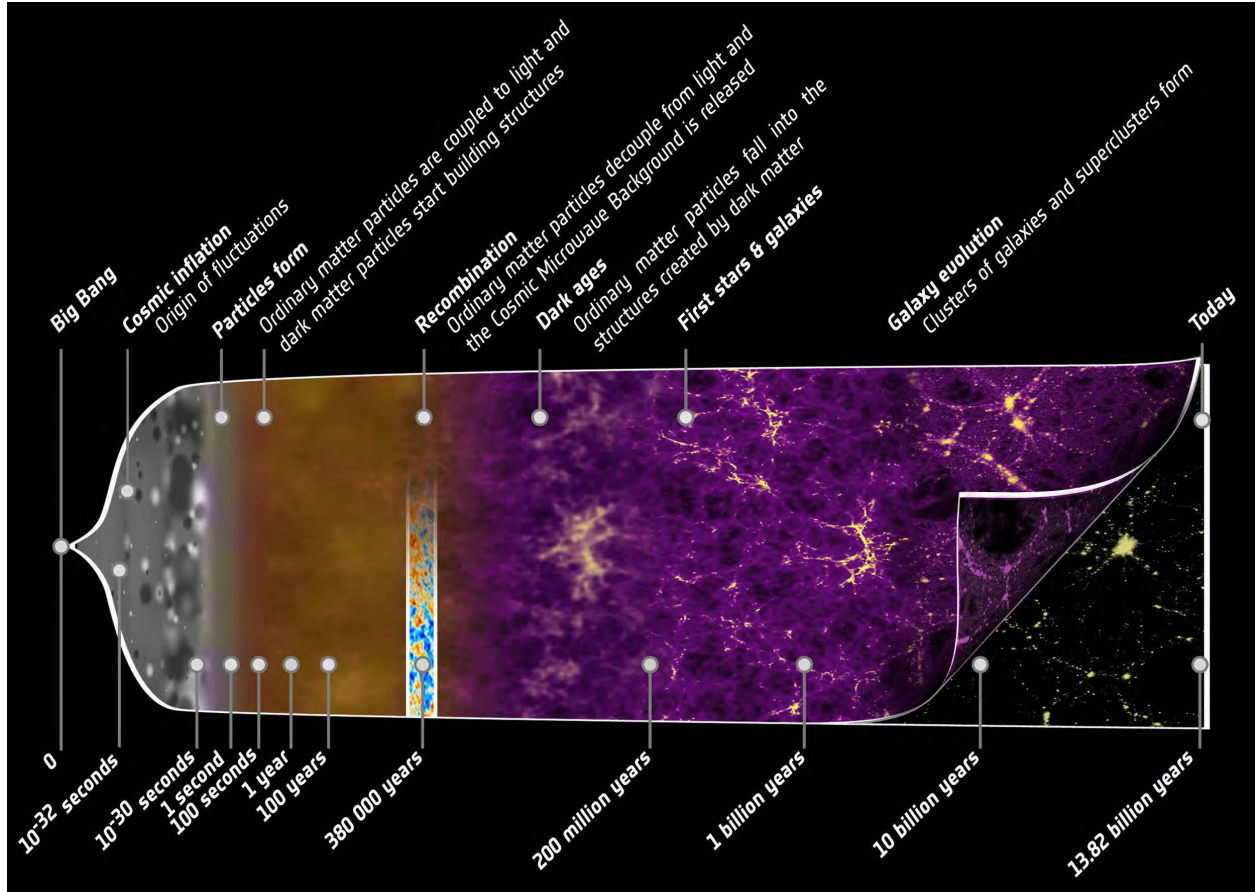 Big Bang
Cosmic inflation
Origin of fluctuations
Particles form
Ordinary matter particles are coupled to light and
dark matter particles start building structures
Recombination
Ordinary matter particles decouple from light and
the Cosmic Microwave Background is released
Dark ages
Ordinary matter particles fall into the
structures created by dark matter
First stars & galaxies
Galaxy evolution
Clusters of galaxies and superclusters form
Today
0
10⁻³² seconds
10⁻³⁰ seconds
1 second
100 seconds
1 year
100 years
380 000 years
200 million years
1 billion years
10 billion years
13.82 billion years